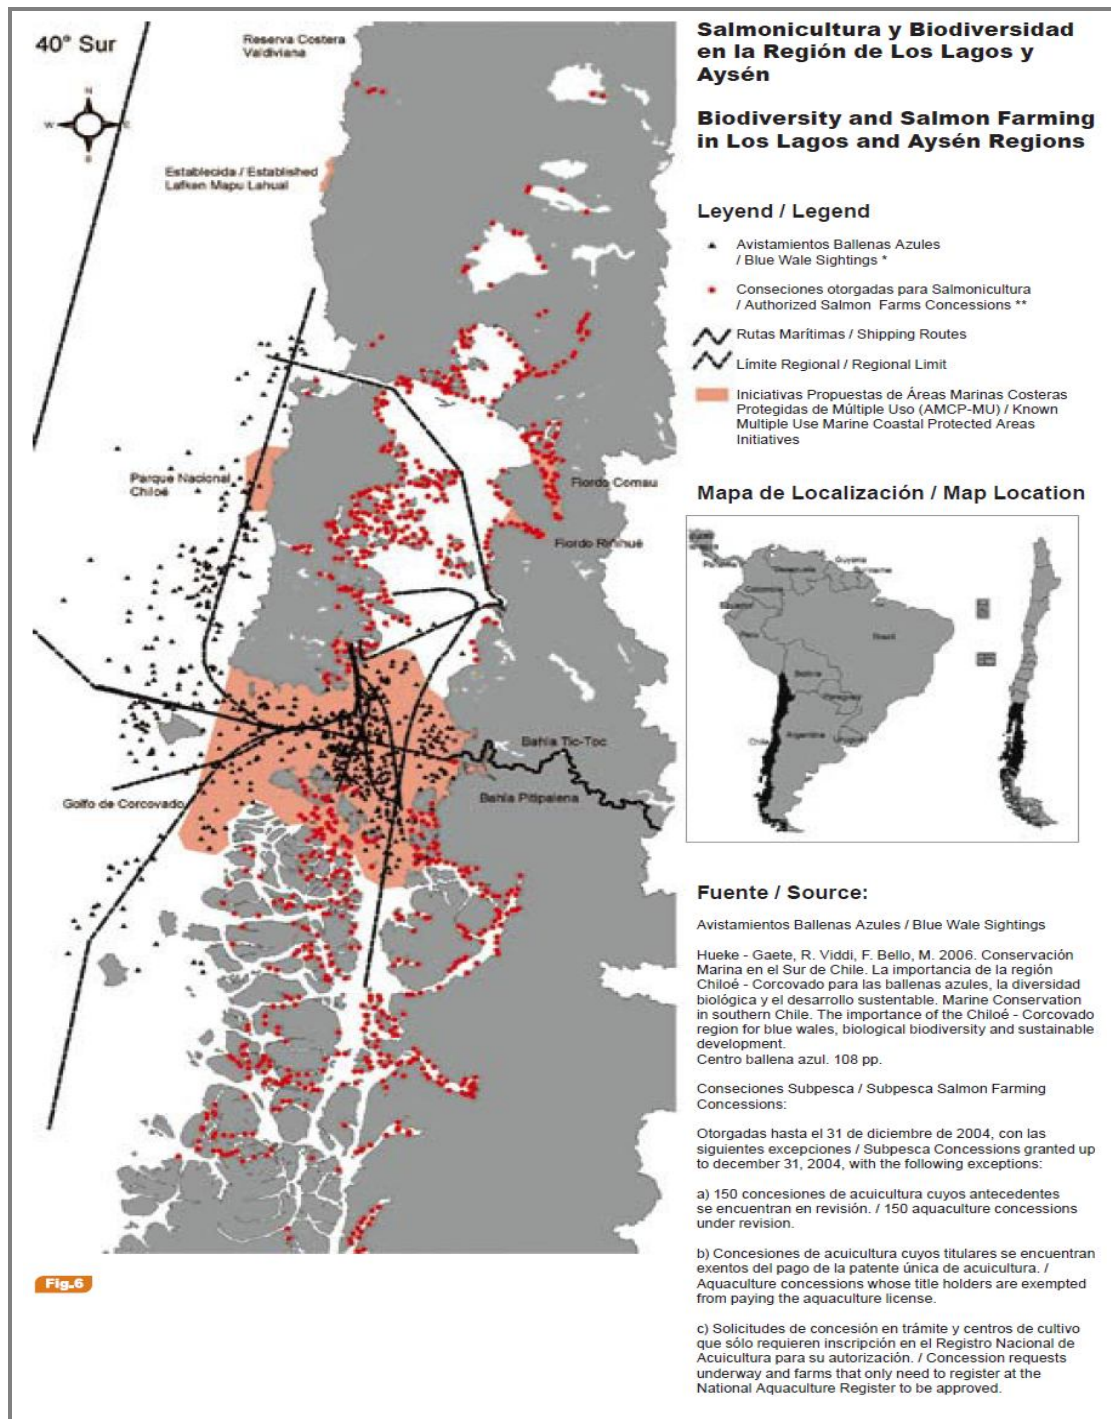 40° Sur
N
W
E
S
Reserva Costera
Valdiviana
Establecida / Established
Lafken Mapu Lahual
Parque Nacional
Chiloé
Fiordo Comau
Fiordo Riñihué
Bahía Tic-Toc
Bahía Pitipalena
Golfo de Corcovado
Fig.6
Salmonicultura y Biodiversidad
en la Región de Los Lagos y
Aysén
Biodiversity and Salmon Farming
in Los Lagos and Aysén Regions
Leyend / Legend
Avistamientos Ballenas Azules
/ Blue Wale Sightings *
Conseciones otorgadas para Salmonicultura
/ Authorized Salmon Farms Concessions **
Rutas Marítimas / Shipping Routes
Límite Regional / Regional Limit
Iniciativas Propuestas de Áreas Marinas Costeras
Protegidas de Múltiple Uso (AMCP-MU) / Known
Multiple Use Marine Coastal Protected Areas
Initiatives
Mapa de Localización / Map Location
Panama
Venezuela
Guyana
Suriname
Colombia
Ecuador
Perú
Brazil
Bolivia
Paraguay
Chile
Argentina
Uruguay
Fuente / Source:
Avistamientos Ballenas Azules / Blue Wale Sightings
Hueke - Gaete, R. Viddi, F. Bello, M. 2006. Conservación
Marina en el Sur de Chile. La importancia de la región
Chiloé - Corcovado para las ballenas azules, la diversidad
biológica y el desarrollo sustentable. Marine Conservation
in southern Chile. The importance of the Chiloé - Corcovado
region for blue wales, biological biodiversity and sustainable
development.
Centro ballena azul. 108 pp.
Conseciones Subpesca / Subpesca Salmon Farming
Concessions:
Otorgadas hasta el 31 de diciembre de 2004, con las
siguientes excepciones / Subpesca Concessions granted up
to december 31, 2004, with the following exceptions:
a) 150 concesiones de acuicultura cuyos antecedentes
se encuentran en revisión. / 150 aquaculture concessions
under revision.
b) Concesiones de acuicultura cuyos titulares se encuentran
exentos del pago de la patente única de acuicultura. /
Aquaculture concessions whose title holders are exempted
from paying the aquaculture license.
c) Solicitudes de concesión en trámite y centros de cultivo
que sólo requieren inscripción en el Registro Nacional de
Acuicultura para su autorización. / Concession requests
underway and farms that only need to register at the
National Aquaculture Register to be approved.